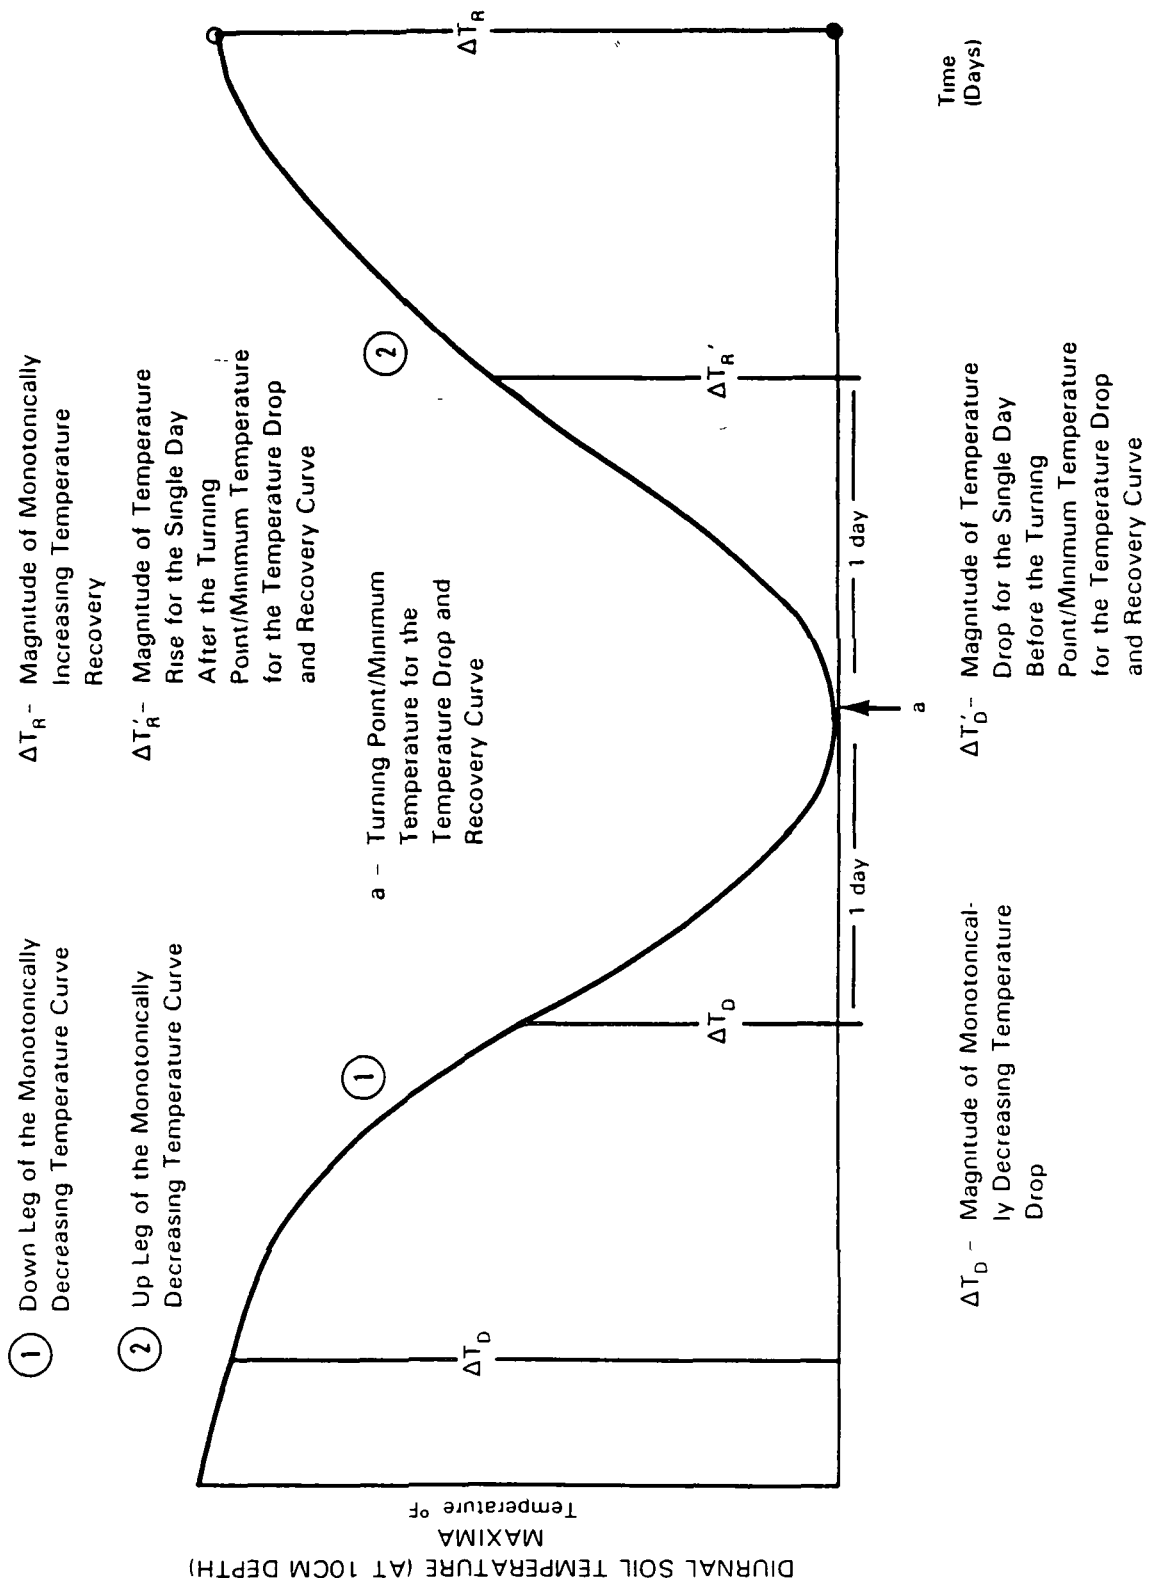 ① Down Leg of the Monotonically
Decreasing Temperature Curve
② Up Leg of the Monotonically
Decreasing Temperature Curve
ΔT_R - Magnitude of Monotonically
Increasing Temperature
Recovery
ΔT'_R - Magnitude of Temperature
Rise for the Single Day
After the Turning
Point/Minimum Temperature
for the Temperature Drop
and Recovery Curve
a - Turning Point/Minimum
Temperature for the
Temperature Drop and
Recovery Curve
DIURNAL SOIL TEMPERATURE (AT 10CM DEPTH)
MAXIMA
Temperature °F
ΔT_D
①
ΔT_D
②
ΔT_R'
ΔT_R
1 day
1 day
a
Time
(Days)
ΔT_D - Magnitude of Monotonical-
ly Decreasing Temperature
Drop
ΔT'_D - Magnitude of Temperature
Drop for the Single Day
Before the Turning
Point/Minimum Temperature
for the Temperature Drop
and Recovery Curve